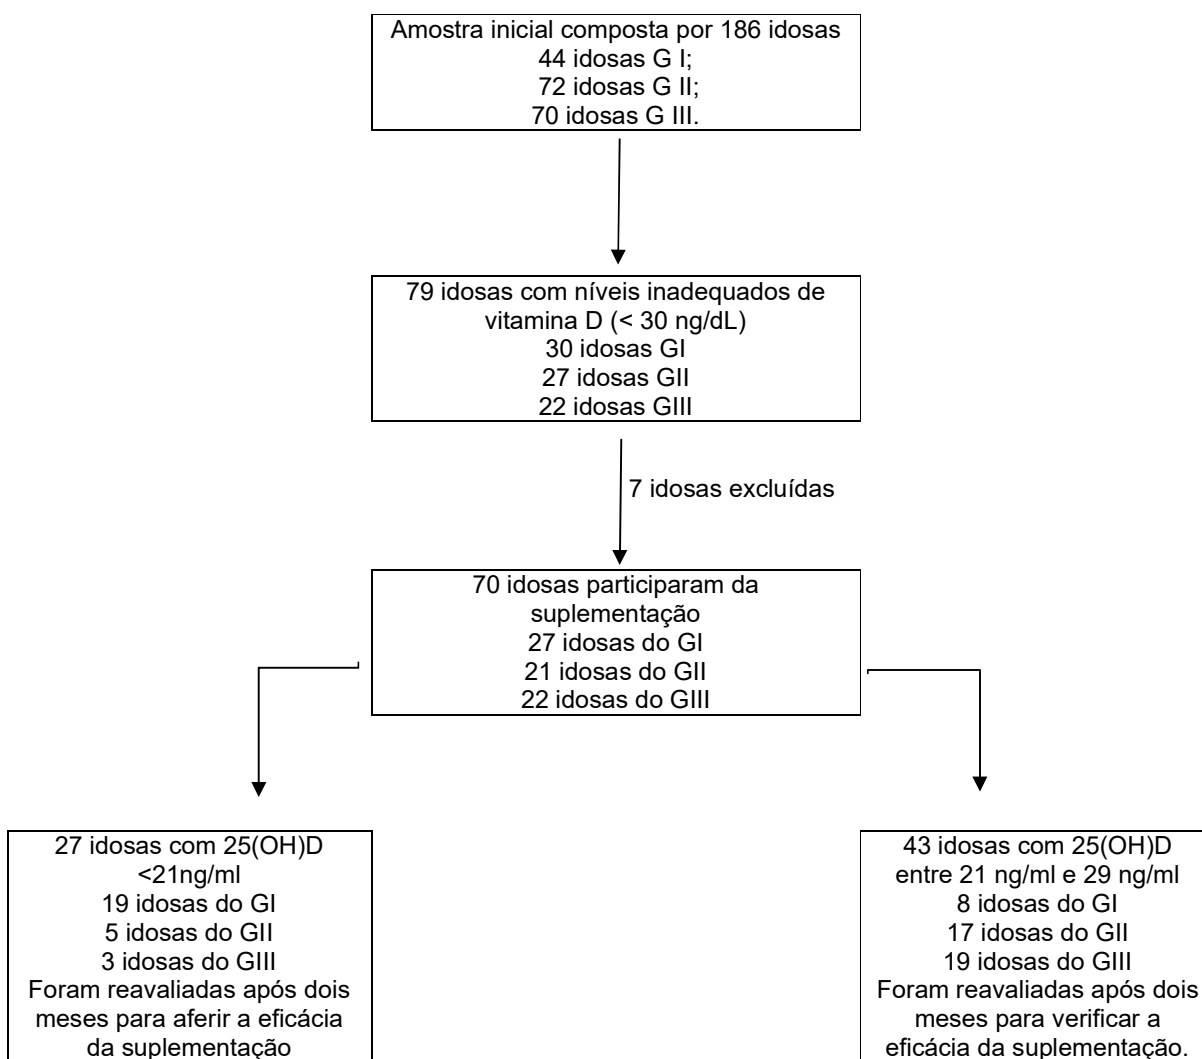 Amostra inicial composta por 186 idosas
44 idosas G I;
72 idosas G II;
70 idosas G III.
79 idosas com níveis inadequados de
vitamina D (< 30 ng/dL)
30 idosas GI
27 idosas GII
22 idosas GIII
7 idosas excluídas
70 idosas participaram da
suplementação
27 idosas do GI
21 idosas do GII
22 idosas do GIII
27 idosas com 25(OH)D
<21ng/ml
19 idosas do GI
5 idosas do GII
3 idosas do GIII
Foram reavaliadas após dois
meses para aferir a eficácia
da suplementação
43 idosas com 25(OH)D
entre 21 ng/ml e 29 ng/ml
8 idosas do GI
17 idosas do GII
19 idosas do GIII
Foram reavaliadas após dois
meses para verificar a
eficácia da suplementação.